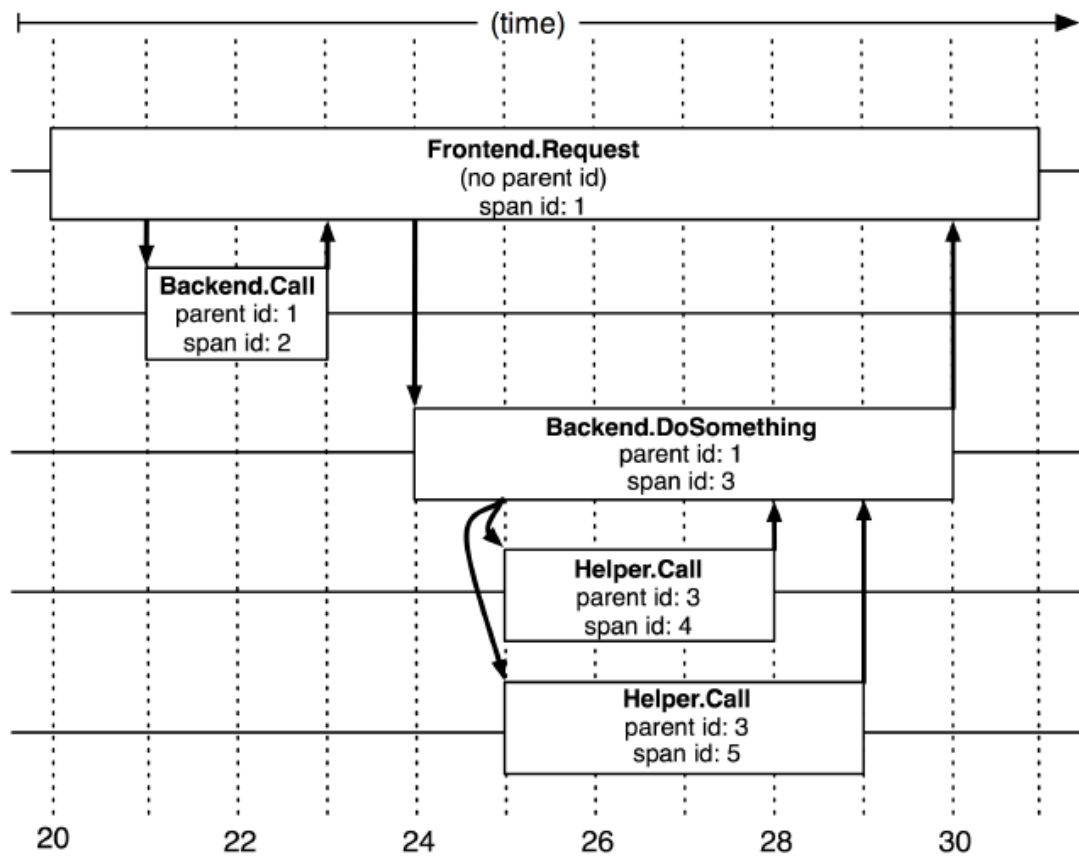 (time)
Frontend.Request
(no parent id)
span id: 1
Backend.Call
parent id: 1
span id: 2
Backend.DoSomething
parent id: 1
span id: 3
Helper.Call
parent id: 3
span id: 4
Helper.Call
parent id: 3
span id: 5
20 22 24 26 28 30